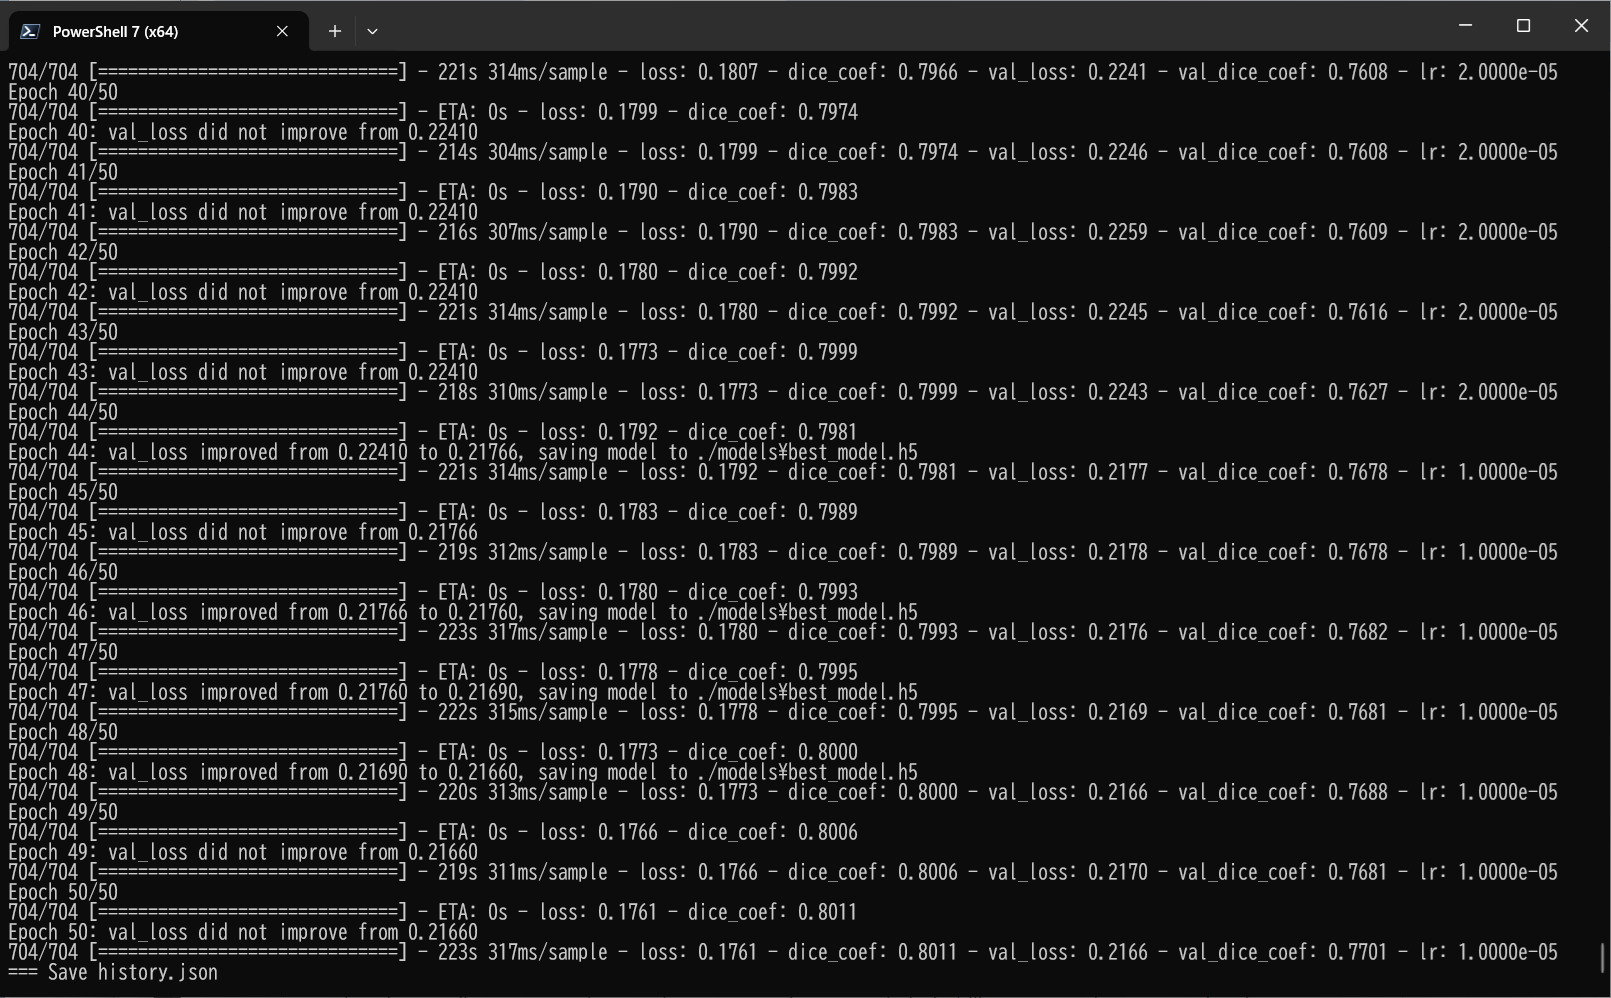 PowerShell 7 (x64)
704/704 [==============================] - 221s 314ms/sample - loss: 0.1807 - dice_coef: 0.7966 - val_loss: 0.2241 - val_dice_coef: 0.7608 - lr: 2.0000e-05
Epoch 40/50
704/704 [==============================] - ETA: 0s - loss: 0.1799 - dice_coef: 0.7974
Epoch 40: val_loss did not improve from 0.22410
704/704 [==============================] - 214s 304ms/sample - loss: 0.1799 - dice_coef: 0.7974 - val_loss: 0.2246 - val_dice_coef: 0.7608 - lr: 2.0000e-05
Epoch 41/50
704/704 [==============================] - ETA: 0s - loss: 0.1790 - dice_coef: 0.7983
Epoch 41: val_loss did not improve from 0.22410
704/704 [==============================] - 216s 307ms/sample - loss: 0.1790 - dice_coef: 0.7983 - val_loss: 0.2259 - val_dice_coef: 0.7609 - lr: 2.0000e-05
Epoch 42/50
704/704 [==============================] - ETA: 0s - loss: 0.1780 - dice_coef: 0.7992
Epoch 42: val_loss did not improve from 0.22410
704/704 [==============================] - 221s 314ms/sample - loss: 0.1780 - dice_coef: 0.7992 - val_loss: 0.2245 - val_dice_coef: 0.7616 - lr: 2.0000e-05
Epoch 43/50
704/704 [==============================] - ETA: 0s - loss: 0.1773 - dice_coef: 0.7999
Epoch 43: val_loss did not improve from 0.22410
704/704 [==============================] - 218s 310ms/sample - loss: 0.1773 - dice_coef: 0.7999 - val_loss: 0.2243 - val_dice_coef: 0.7627 - lr: 2.0000e-05
Epoch 44/50
704/704 [==============================] - ETA: 0s - loss: 0.1792 - dice_coef: 0.7981
Epoch 44: val_loss improved from 0.22410 to 0.21766, saving model to ./models¥best_model.h5
704/704 [==============================] - 221s 314ms/sample - loss: 0.1792 - dice_coef: 0.7981 - val_loss: 0.2177 - val_dice_coef: 0.7678 - lr: 1.0000e-05
Epoch 45/50
704/704 [==============================] - ETA: 0s - loss: 0.1783 - dice_coef: 0.7989
Epoch 45: val_loss did not improve from 0.21766
704/704 [==============================] - 219s 312ms/sample - loss: 0.1783 - dice_coef: 0.7989 - val_loss: 0.2178 - val_dice_coef: 0.7678 - lr: 1.0000e-05
Epoch 46/50
704/704 [==============================] - ETA: 0s - loss: 0.1780 - dice_coef: 0.7993
Epoch 46: val_loss improved from 0.21766 to 0.21760, saving model to ./models¥best_model.h5
704/704 [==============================] - 223s 317ms/sample - loss: 0.1780 - dice_coef: 0.7993 - val_loss: 0.2176 - val_dice_coef: 0.7682 - lr: 1.0000e-05
Epoch 47/50
704/704 [==============================] - ETA: 0s - loss: 0.1778 - dice_coef: 0.7995
Epoch 47: val_loss improved from 0.21760 to 0.21690, saving model to ./models¥best_model.h5
704/704 [==============================] - 222s 315ms/sample - loss: 0.1778 - dice_coef: 0.7995 - val_loss: 0.2169 - val_dice_coef: 0.7681 - lr: 1.0000e-05
Epoch 48/50
704/704 [==============================] - ETA: 0s - loss: 0.1773 - dice_coef: 0.8000
Epoch 48: val_loss improved from 0.21690 to 0.21660, saving model to ./models¥best_model.h5
704/704 [==============================] - 220s 313ms/sample - loss: 0.1773 - dice_coef: 0.8000 - val_loss: 0.2166 - val_dice_coef: 0.7688 - lr: 1.0000e-05
Epoch 49/50
704/704 [==============================] - ETA: 0s - loss: 0.1766 - dice_coef: 0.8006
Epoch 49: val_loss did not improve from 0.21660
704/704 [==============================] - 219s 311ms/sample - loss: 0.1766 - dice_coef: 0.8006 - val_loss: 0.2170 - val_dice_coef: 0.7681 - lr: 1.0000e-05
Epoch 50/50
704/704 [==============================] - ETA: 0s - loss: 0.1761 - dice_coef: 0.8011
Epoch 50: val_loss did not improve from 0.21660
704/704 [==============================] - 223s 317ms/sample - loss: 0.1761 - dice_coef: 0.8011 - val_loss: 0.2166 - val_dice_coef: 0.7701 - lr: 1.0000e-05
=== Save history.json